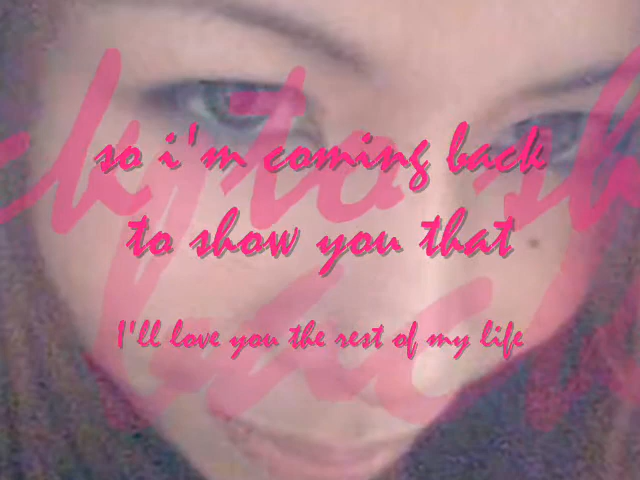 so i'm coming back
to show you that
I'll love you the rest of my life